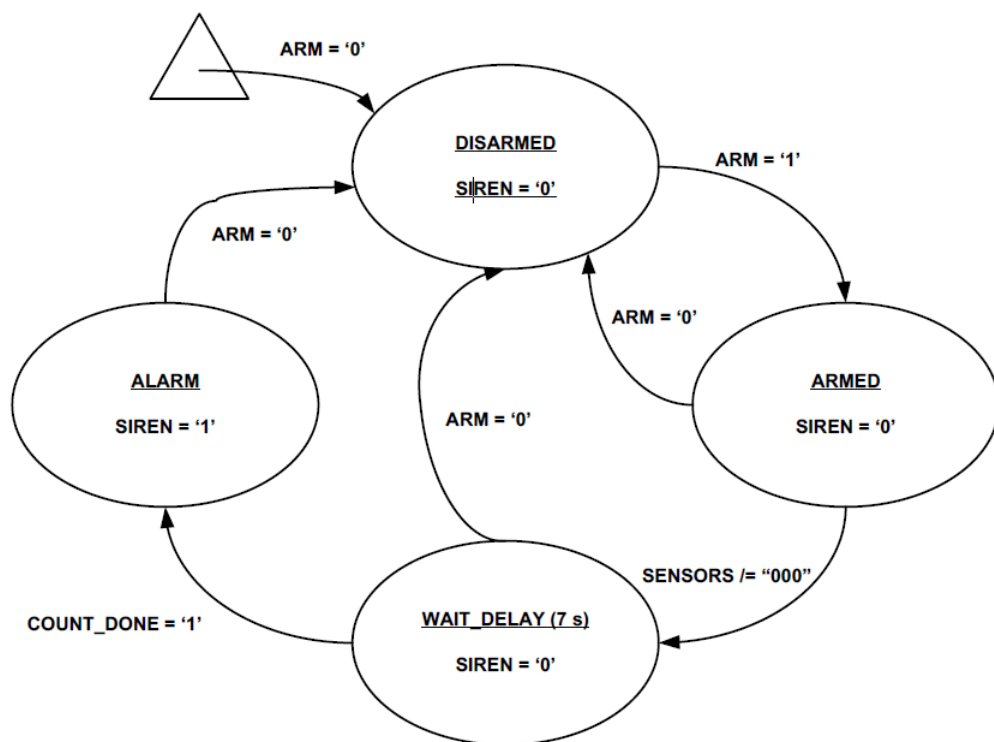 ARM = ‘0’
DISARMED
SIREN = ‘0’
ARM = ‘1’
ARM = ‘0’
ARM = ‘0’
ALARM
SIREN = ‘1’
ARMED
SIREN = ‘0’
ARM = ‘0’
SENSORS /= “000”
COUNT_DONE = ‘1’
WAIT_DELAY (7 s)
SIREN = ‘0’